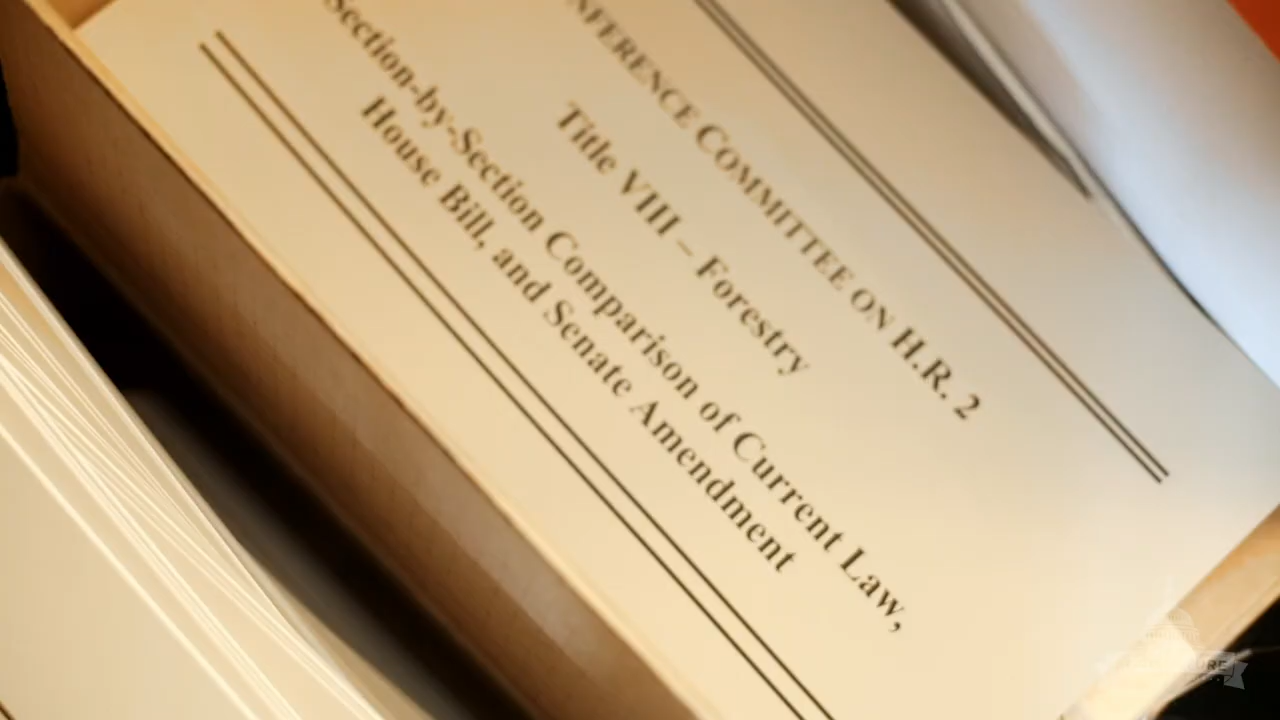 CONFERENCE COMMITTEE ON H.R. 2
Title VIII – Forestry
Section-by-Section Comparison of Current Law,
House Bill, and Senate Amendment